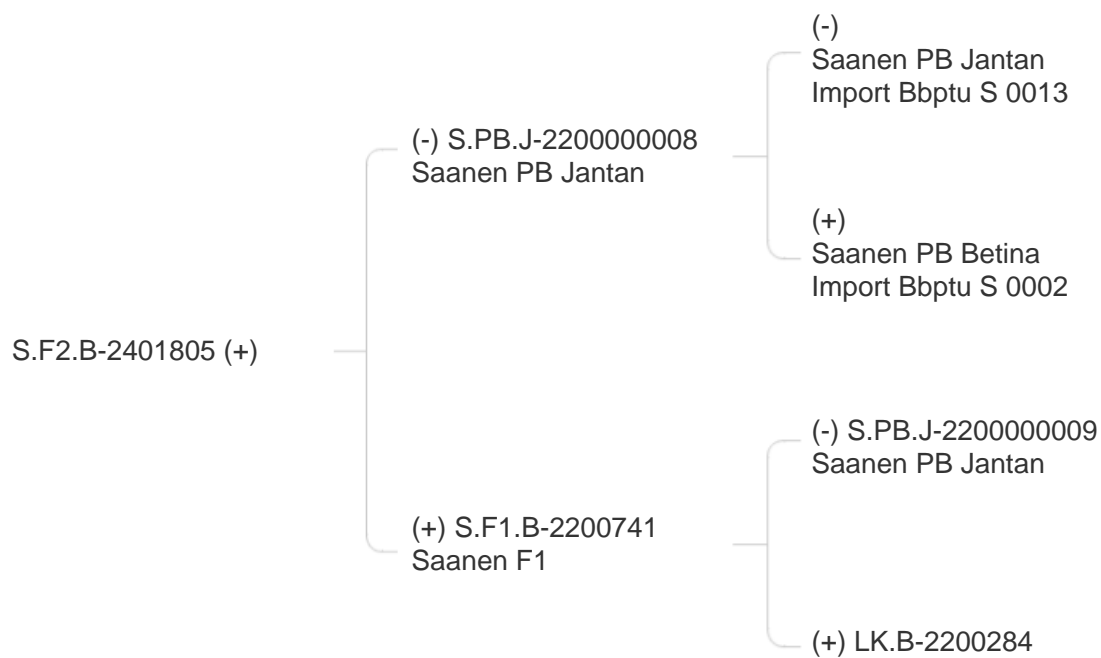 S.F2.B-2401805 (+)
(-) S.PB.J-2200000008
Saanen PB Jantan
(-)
Saanen PB Jantan
Import Bbptu S 0013
(+)
Saanen PB Betina
Import Bbptu S 0002
(+) S.F1.B-2200741
Saanen F1
(-) S.PB.J-2200000009
Saanen PB Jantan
(+) LK.B-2200284